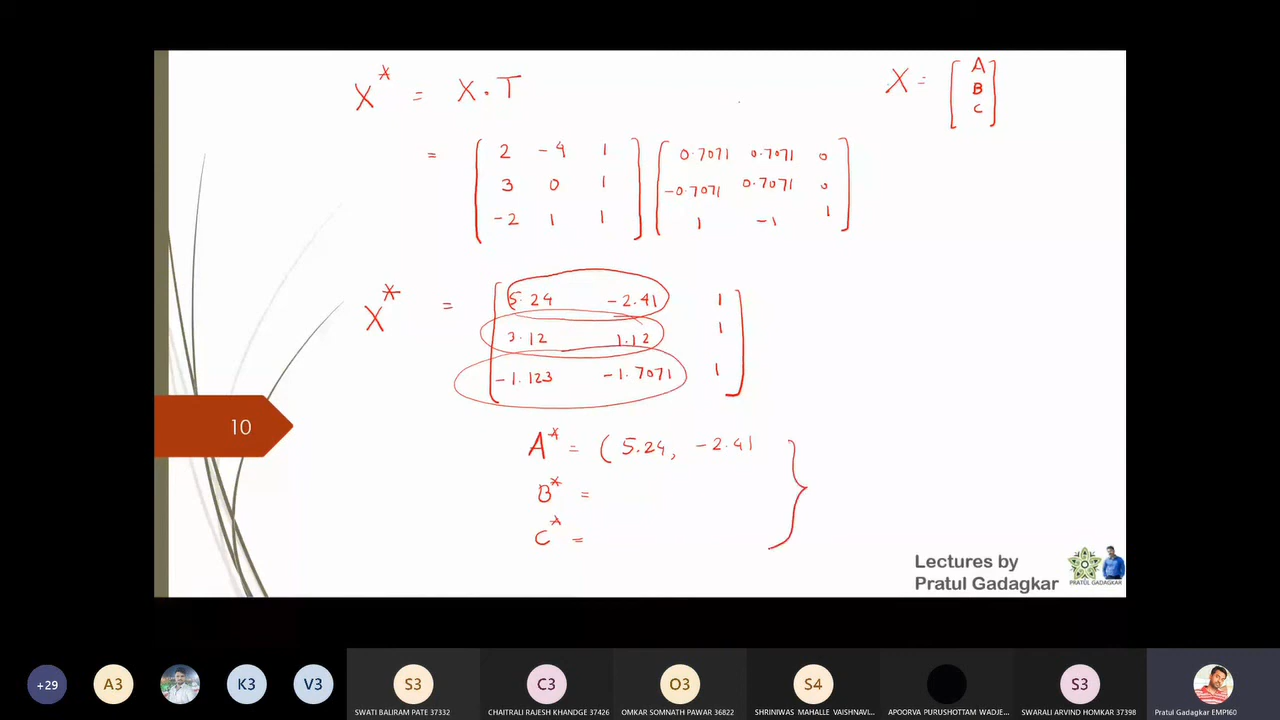 X* = X . T
X = [ A
B
C ]
= [ 2 -4 1 ] [ 0.7071 0.7071 0 ]
3 0 1 -0.7071 0.7071 0
-2 1 1 1 -1 1
X* = [ 5.24 -2.41 1 ]
3.12 1.12 1
-1.123 -1.7071 1
10
A* = ( 5.24, -2.41 }
B* =
C* =
Lectures by
Pratul Gadagkar
PRATUL GADAGKAR
+29 A3 K3 V3 S3 C3 O3 S4 S3
SWATI BALIRAM PATE 37332
CHAITRALI RAJESH KHANDGE 37426
OMKAR SOMNATH PAWAR 36822
SHRINIWAS MAHALLE VAISHNAVI...
APOORVA PURUSHOTTAM WADJE...
SWARALI ARVIND HOMKAR 37398
Pratul Gadagkar EMP160